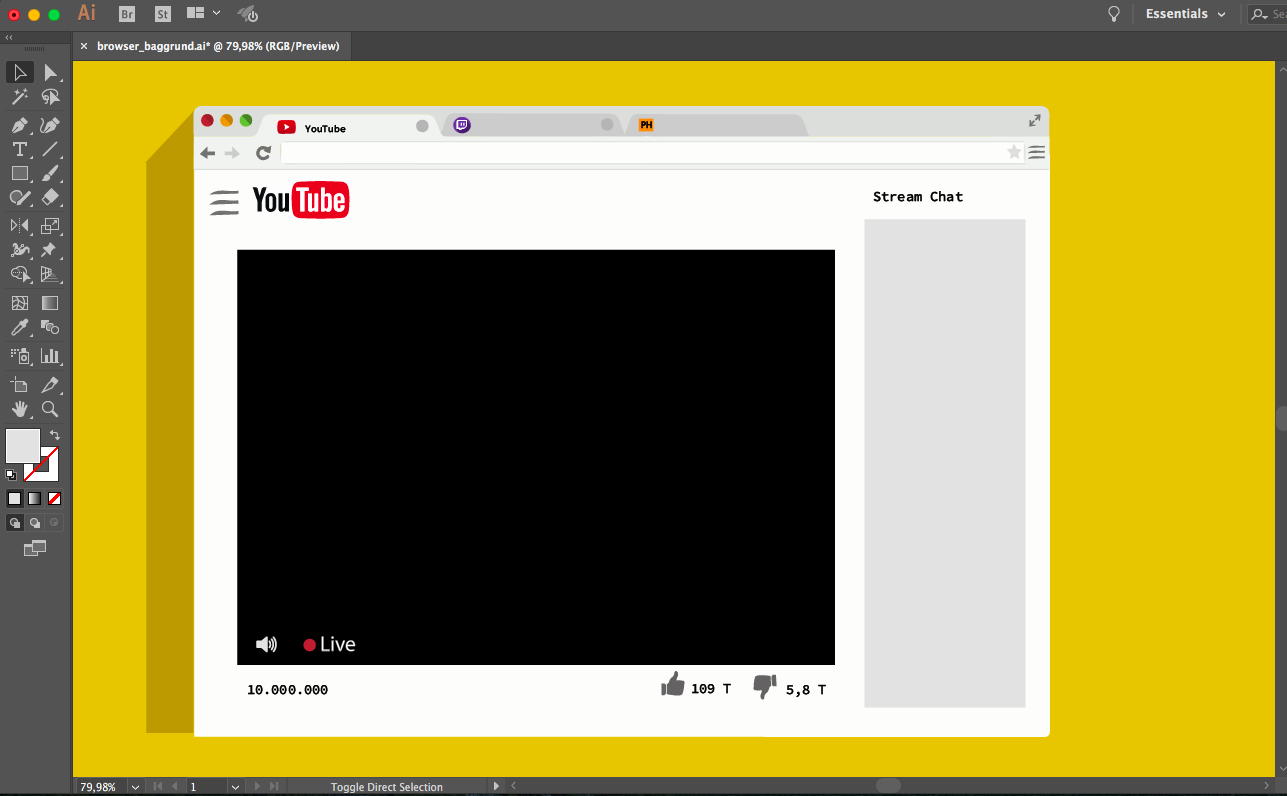 Ai Br St Essentials Se
browser_baggrund.ai* @ 79,98% (RGB/Preview)
YouTube PH
YouTube
Stream Chat
Live
10.000.000 109 T 5,8 T
79,98% 1 Toggle Direct Selection